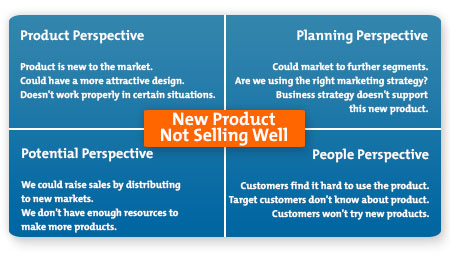 Product Perspective
Product is new to the market.
Could have a more attractive design.
Doesn't work properly in certain situations.
Planning Perspective
Could market to further segments.
Are we using the right marketing strategy?
Business strategy doesn't support
this new product.
New Product
Not Selling Well
Potential Perspective
We could raise sales by distributing
to new markets.
We don't have enough resources to
make more products.
People Perspective
Customers find it hard to use the product.
Target customers don't know about product.
Customers won't try new products.